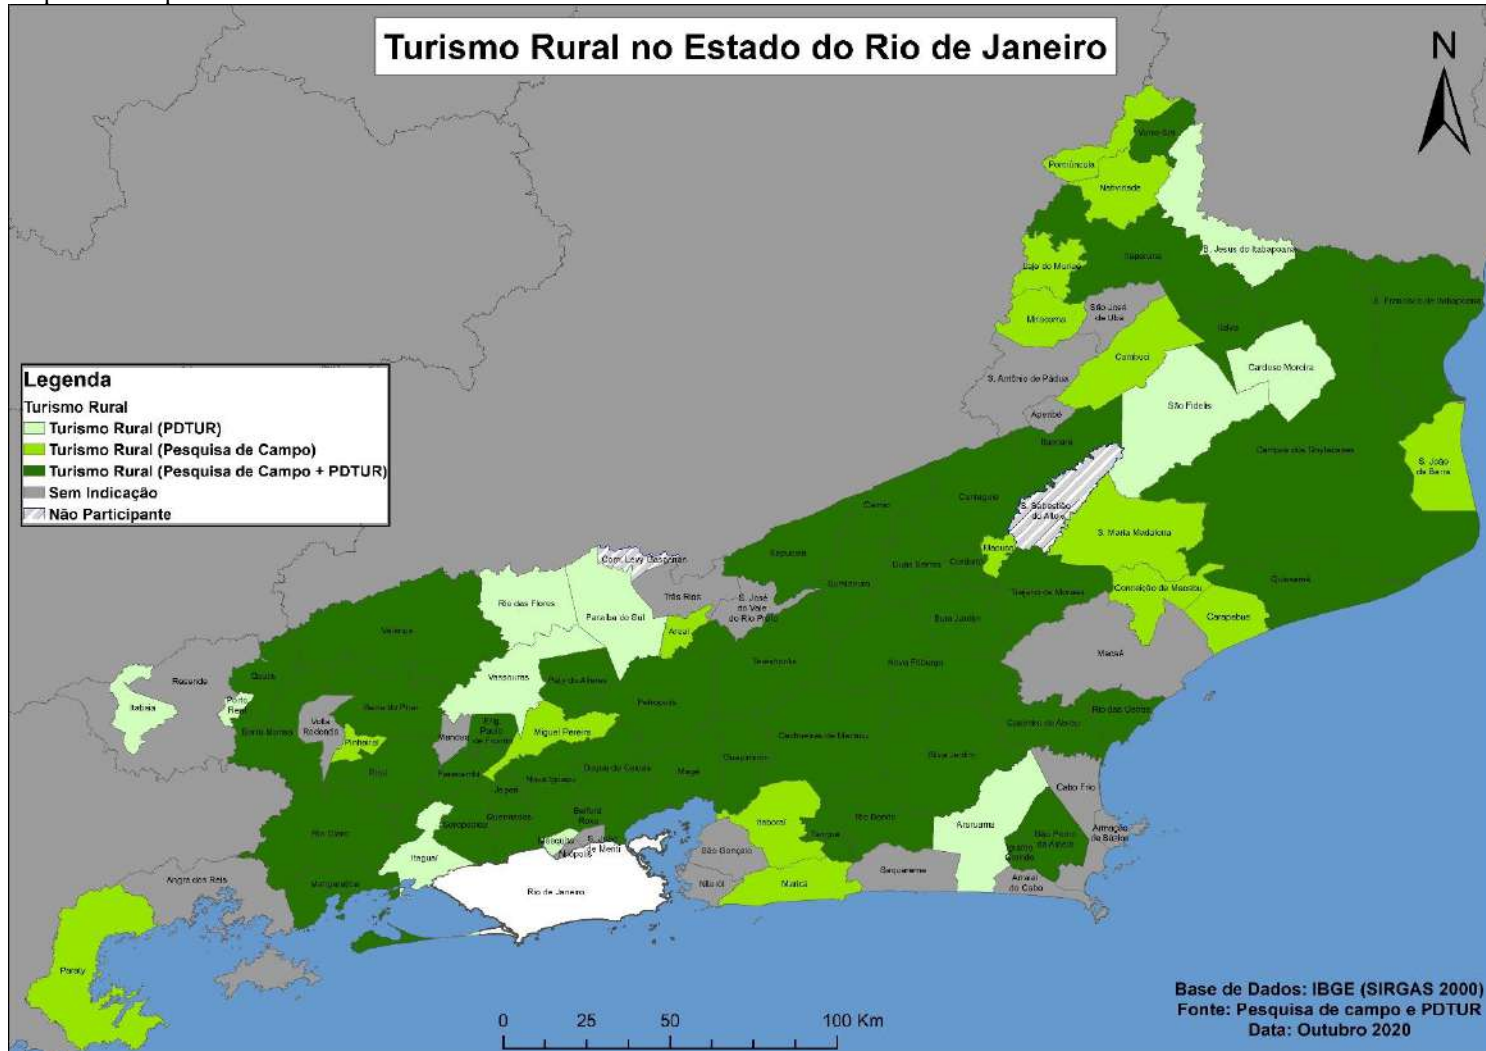 Turismo Rural no Estado do Rio de Janeiro
N
Varre-Sai
Porciúncula
Natividade
B. Jesus do Itabapoana
Laje do Muriaé
Itaperuna
S. Francisco de Itabapoana
São José
de Ubá
Miracema
Italva
Cambuci
Cardoso Moreira
S. Antônio de Pádua
São Fidelis
Aperibé
Itaocara
Campos dos Goytacazes
S. João
da Barra
Legenda
Turismo Rural
Turismo Rural (PDTUR)
Turismo Rural (Pesquisa de Campo)
Turismo Rural (Pesquisa de Campo + PDTUR)
Sem Indicação
Não Participante
Cantagalo
Carmo
S. Sebastião
do Alto
S. Maria Madalena
Macuco
Cordeiro
Duas Barras
Sapucaia
Sumidouro
Com. Levy Gasparian
Três Rios
S. José
do Vale
do Rio Preto
Quissamã
Trajano de Moraes
Conceição de Macabu
Carapebus
Rio das Flores
Paraíba do Sul
Areal
Bom Jardim
Valença
Macaé
Teresópolis
Nova Friburgo
Resende
Quatis
Vassouras
Paty do Alferes
Itatiaia
Porto
Real
Barra do Piraí
Petrópolis
Rio das Ostras
Casimiro de Abreu
Volta
Redonda
Barra Mansa
Pinheiral
Mendes
Eng.
Paulo
de Frontin
Miguel Pereira
Cachoeiras de Macacu
Silva Jardim
Guapimirim
Piraí
Paracambi
Nova Iguaçu
Duque de Caxias
Magé
Japeri
Cabo Frio
Queimados
Belford
Roxo
Seropédica
Itaboraí
Tanguá
Rio Bonito
Araruama
São Pedro
da Aldeia
Armação
de Búzios
Rio Claro
Mesquita
S. João
de Meriti
Nilópolis
Itaguaí
São Gonçalo
Iguaba
Grande
Saquarema
Angra dos Reis
Mangaratiba
Rio de Janeiro
Niterói
Maricá
Arraial
do Cabo
Paraty
0 25 50 100 Km
Base de Dados: IBGE (SIRGAS 2000)
Fonte: Pesquisa de campo e PDTUR
Data: Outubro 2020